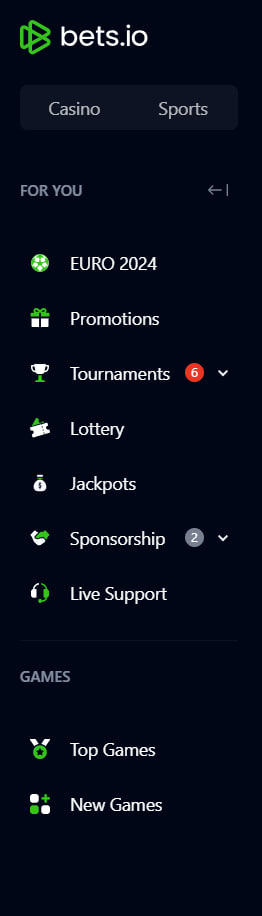 bets.io
Casino Sports
FOR YOU
EURO 2024
Promotions
Tournaments 6
Lottery
Jackpots
Sponsorship 2
Live Support
GAMES
Top Games
New Games